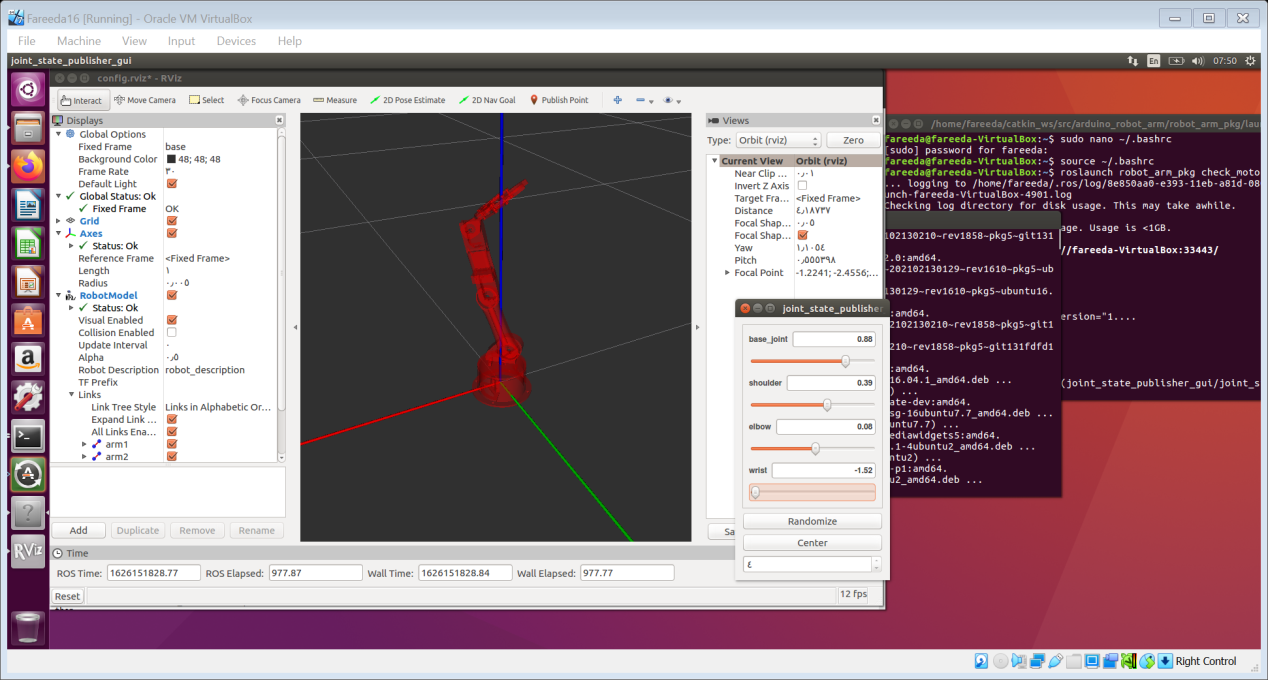 Fareeda16 [Running] - Oracle VM VirtualBox
File Machine View Input Devices Help
joint_state_publisher_gui
En
07:50
config.rviz* - RViz
Interact Move Camera Select Focus Camera Measure 2D Pose Estimate 2D Nav Goal Publish Point
Displays
Global Options
Fixed Frame base
Background Color 48; 48; 48
Frame Rate ٣٠
Default Light
Global Status: Ok
Fixed Frame OK
Grid
Axes
Status: Ok
Reference Frame <Fixed Frame>
Length ١
Radius ٠٫٠٠٥
RobotModel
Status: Ok
Visual Enabled
Collision Enabled
Update Interval ٠
Alpha ٠٫٥
Robot Description robot_description
TF Prefix
Links
Link Tree Style Links in Alphabetic Or...
Expand Link ...
All Links Ena...
arm1
arm2
Add Duplicate Remove Rename
Views
Type: Orbit (rviz) Zero
Current View Orbit (rviz)
Near Clip ... ٠٫٠١
Invert Z Axis
Target Fra... <Fixed Frame>
Distance ٤٫١٨٧٣٧
Focal Shap... ٠٫٠٥
Focal Shap...
Yaw ١٫١٠٥٤
Pitch ٠٫٥٥٥٣٩٨
Focal Point -1.2241; -2.4556;...
Sa
joint_state_publisher
base_joint 0.88
shoulder 0.39
elbow 0.08
wrist -1.52
Randomize
Center
٤
Time
ROS Time: 1626151828.77 ROS Elapsed: 977.87 Wall Time: 1626151828.84 Wall Elapsed: 977.77
Reset
12 fps
RViz
/home/fareeda/catkin_ws/src/arduino_robot_arm/robot_arm_pkg/lau
fareeda@fareeda-VirtualBox:~$ sudo nano ~/.bashrc
[sudo] password for fareeda:
fareeda@fareeda-VirtualBox:~$ source ~/.bashrc
fareeda@fareeda-VirtualBox:~$ roslaunch robot_arm_pkg check_moto
... logging to /home/fareeda/.ros/log/8e850aa0-e393-11eb-a81d-08
unch-fareeda-VirtualBox-4901.log
Checking log directory for disk usage. This may take awhile.
age. Usage is <1GB.
//fareeda-VirtualBox:33443/
ersion="1....
(joint_state_publisher_gui/joint_s
102130210~rev1858~pkg5~git131
2.0:amd64.
-202102130129~rev1610~pkg5~ub
130129~rev1610~pkg5~ubuntu16.
2102130210~rev1858~pkg5~git1
210~rev1858~pkg5~git131fdfd1
:amd64.
16.04.1_amd64.deb ...
) ...
ate-dev:amd64.
sg-16ubuntu7.7_amd64.deb ...
untu7.7) ...
ediawidgets5:amd64.
.1-4ubuntu2_amd64.deb ...
untu2) ...
-p1:amd64.
u2_amd64.deb ...
Right Control